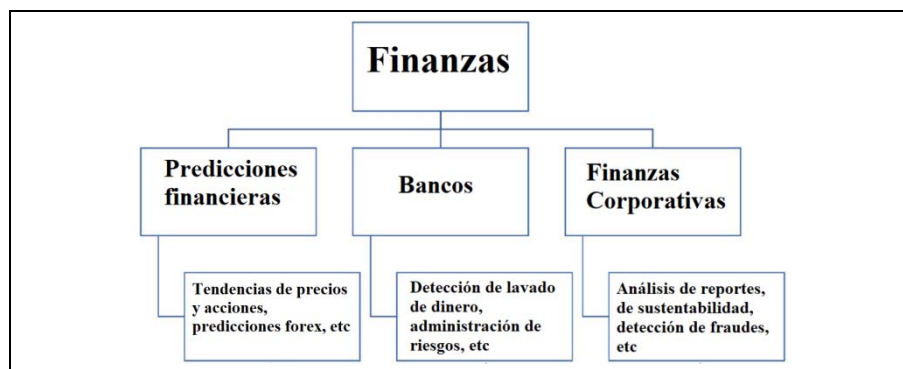 Finanzas
Predicciones
financieras
Bancos
Finanzas
Corporativas
Tendencias de precios
y acciones,
predicciones forex, etc
Detección de lavado
de dinero,
administración de
riesgos, etc
Análisis de reportes,
de sustentabilidad,
detección de fraudes,
etc